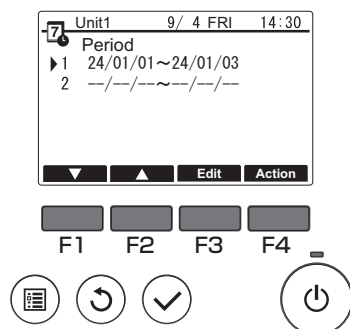 7 Unit1 9/ 4 FRI 14:30
Period
1 24/01/01～24/01/03
2 --/--/--～--/--/--
▼ ▲ Edit Action
F1 F2 F3 F4